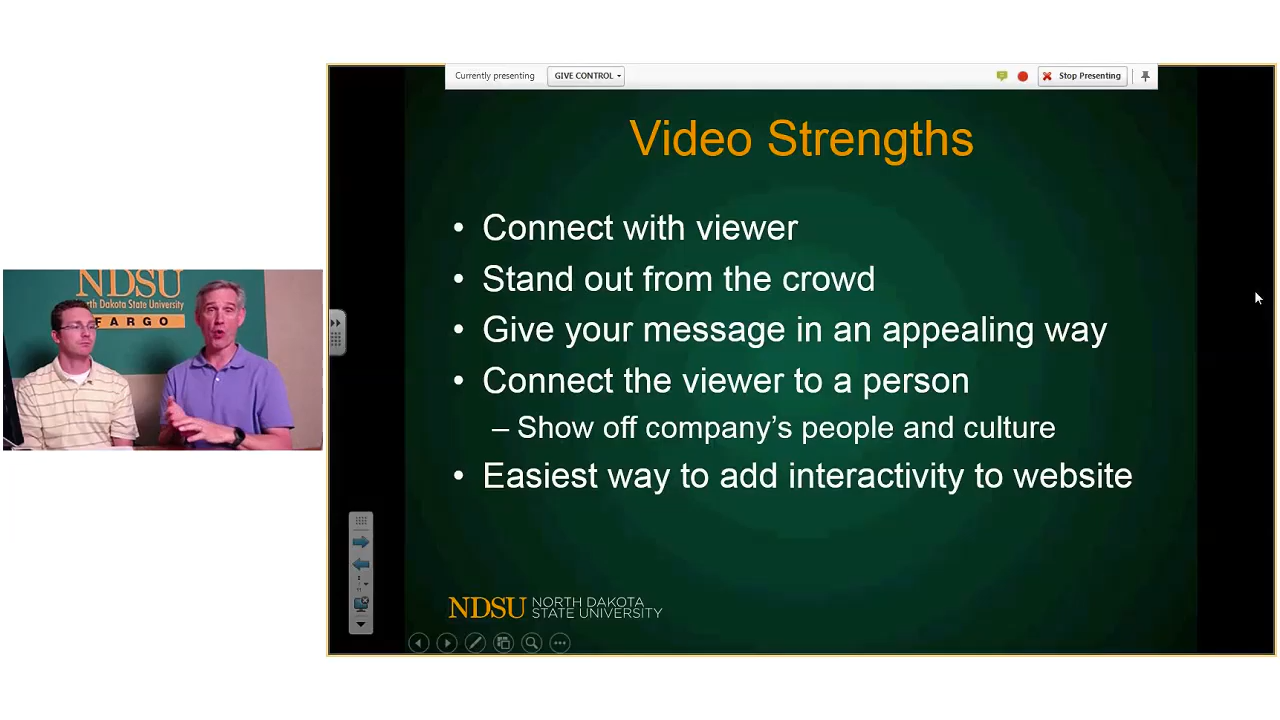 Currently presenting
GIVE CONTROL
Stop Presenting
Video Strengths
• Connect with viewer
• Stand out from the crowd
• Give your message in an appealing way
• Connect the viewer to a person
– Show off company’s people and culture
• Easiest way to add interactivity to website
NDSU NORTH DAKOTA
STATE UNIVERSITY
NDSU
North Dakota State University
FARGO